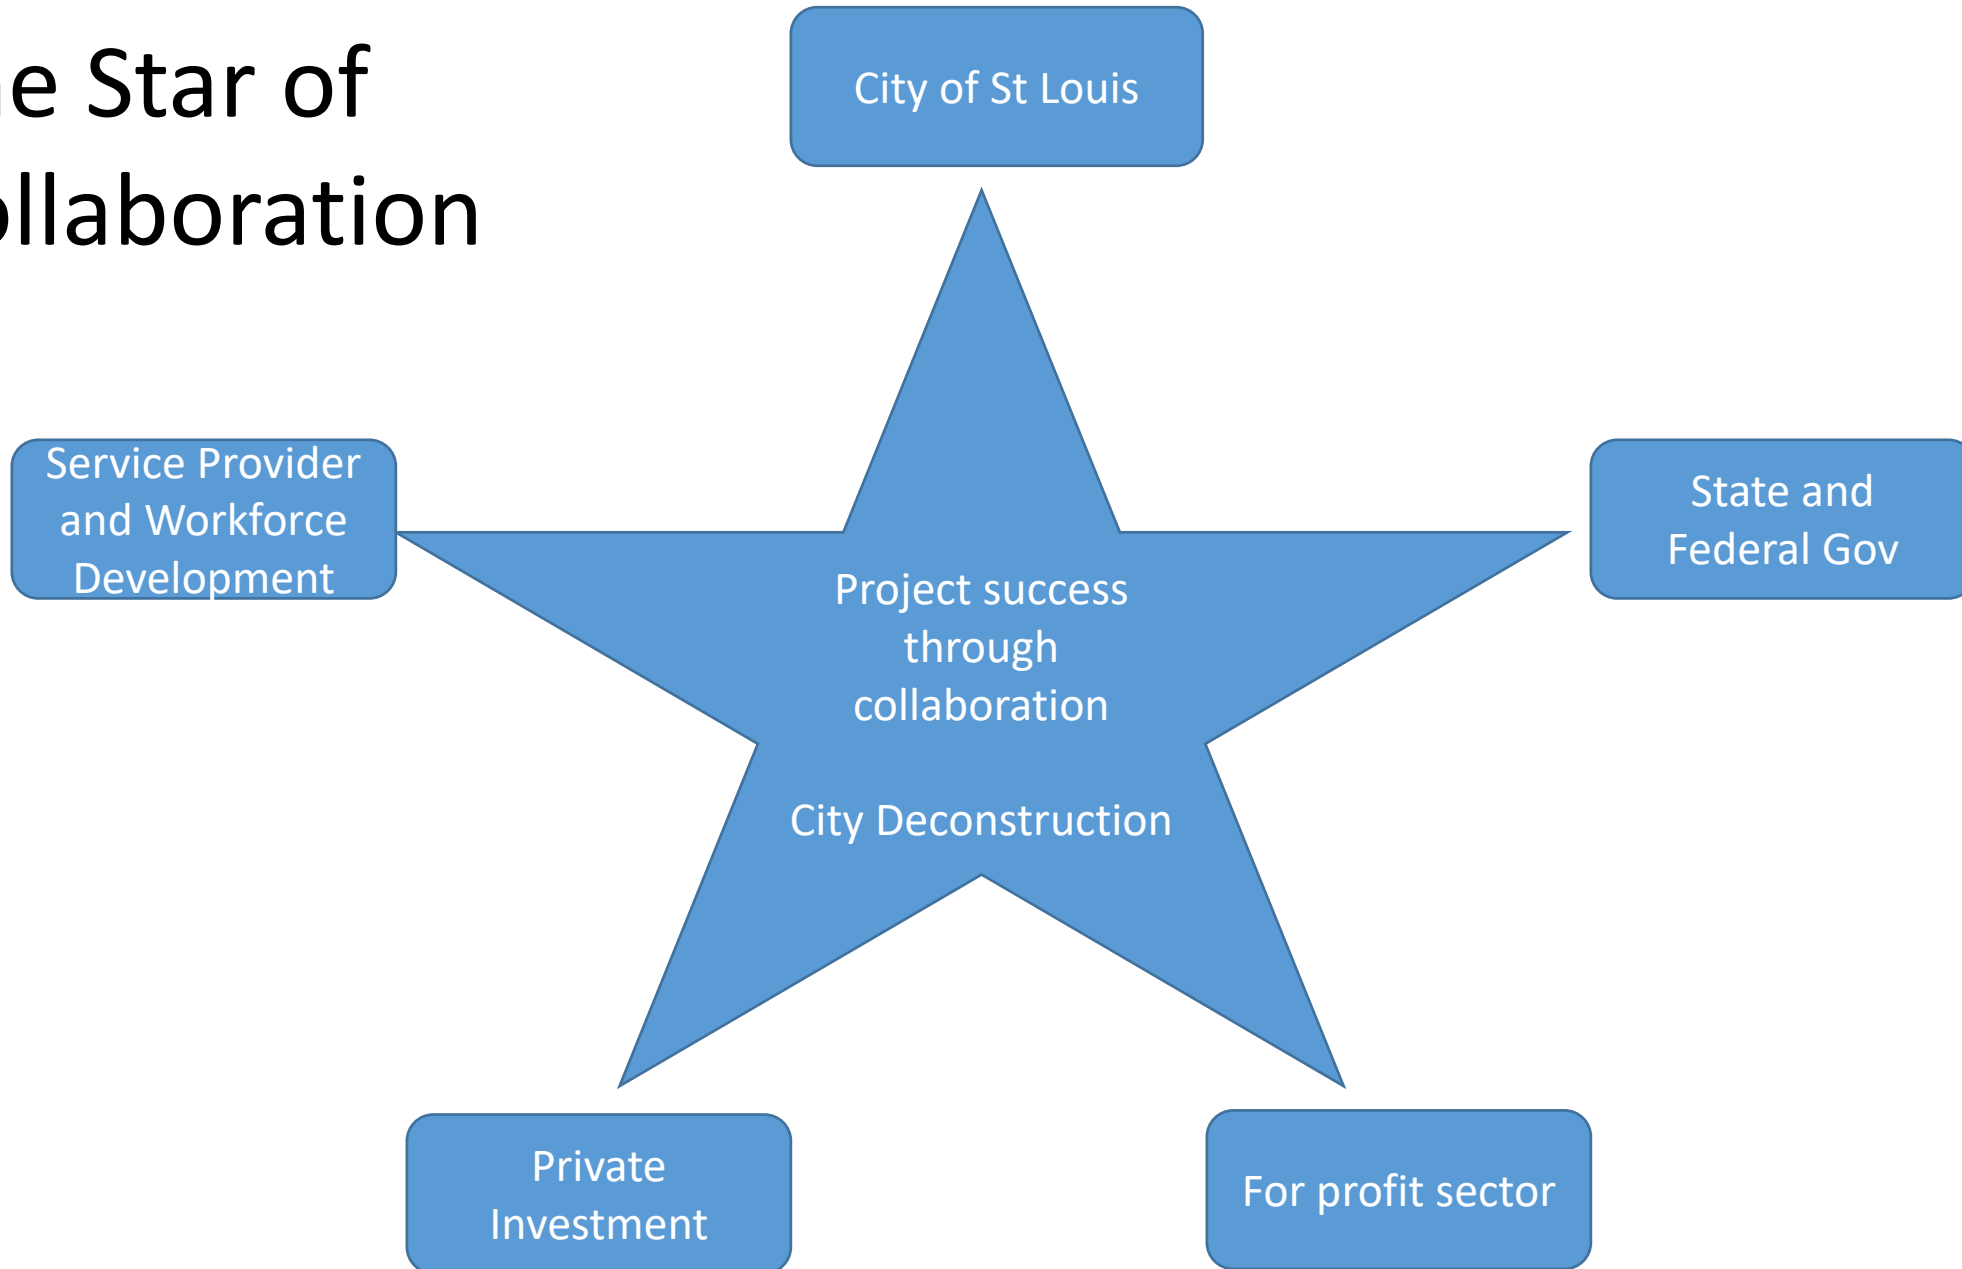 e Star of
ollaboration
City of St Louis
Service Provider
and Workforce
Development
State and
Federal Gov
Project success
through
collaboration
City Deconstruction
Private
Investment
For profit sector